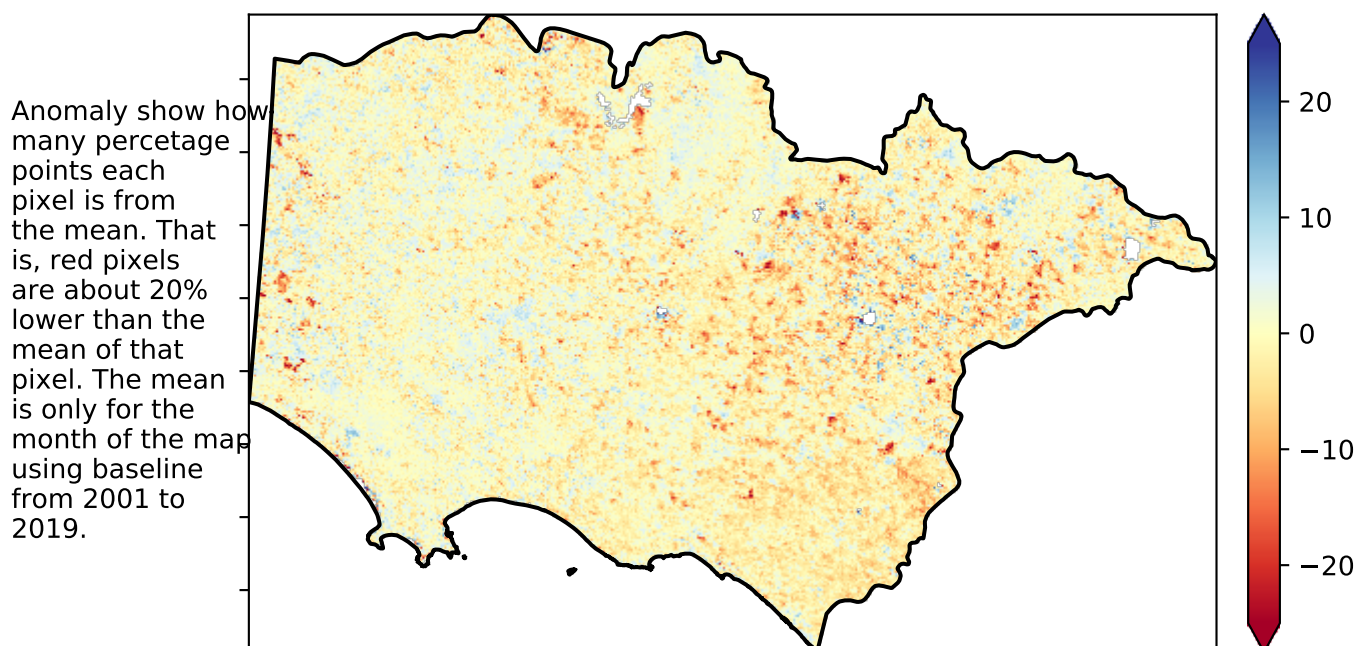 Anomaly show how
many percetage
points each
pixel is from
the mean. That
is, red pixels
are about 20%
lower than the
mean of that
pixel. The mean
is only for the
month of the map
using baseline
from 2001 to
2019.
20
10
0
−10
−20